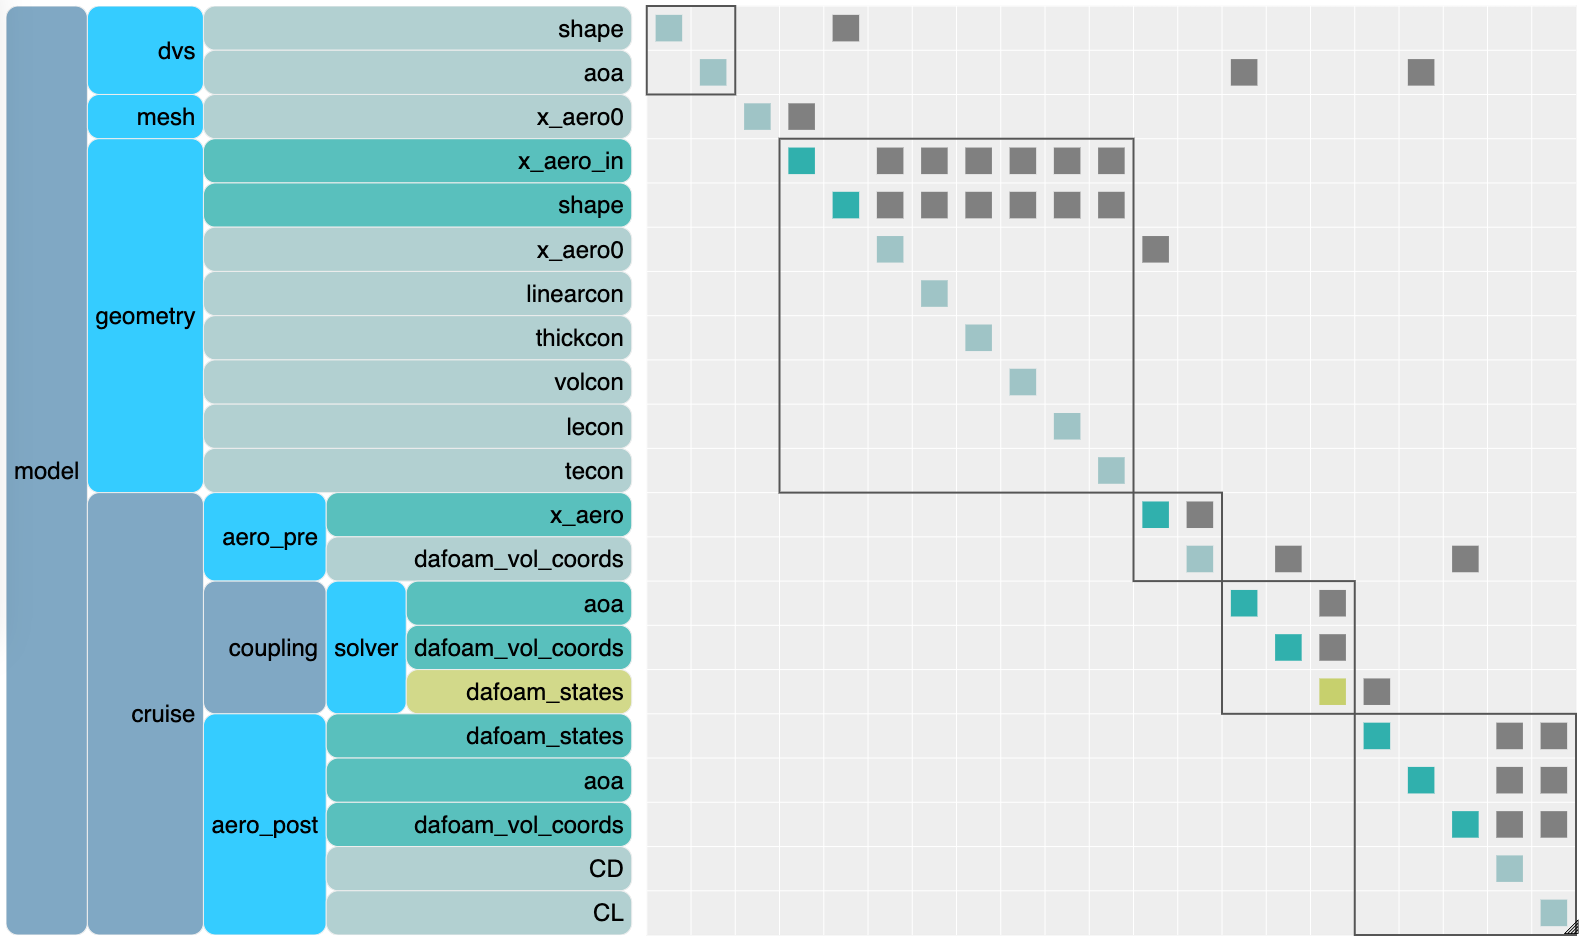 shape
dvs
aoa
mesh
x_aero0
x_aero_in
shape
x_aero0
linearcon
geometry
thickcon
volcon
lecon
model
tecon
x_aero
aero_pre
dafoam_vol_coords
aoa
coupling
solver
dafoam_vol_coords
dafoam_states
cruise
dafoam_states
aoa
aero_post
dafoam_vol_coords
CD
CL